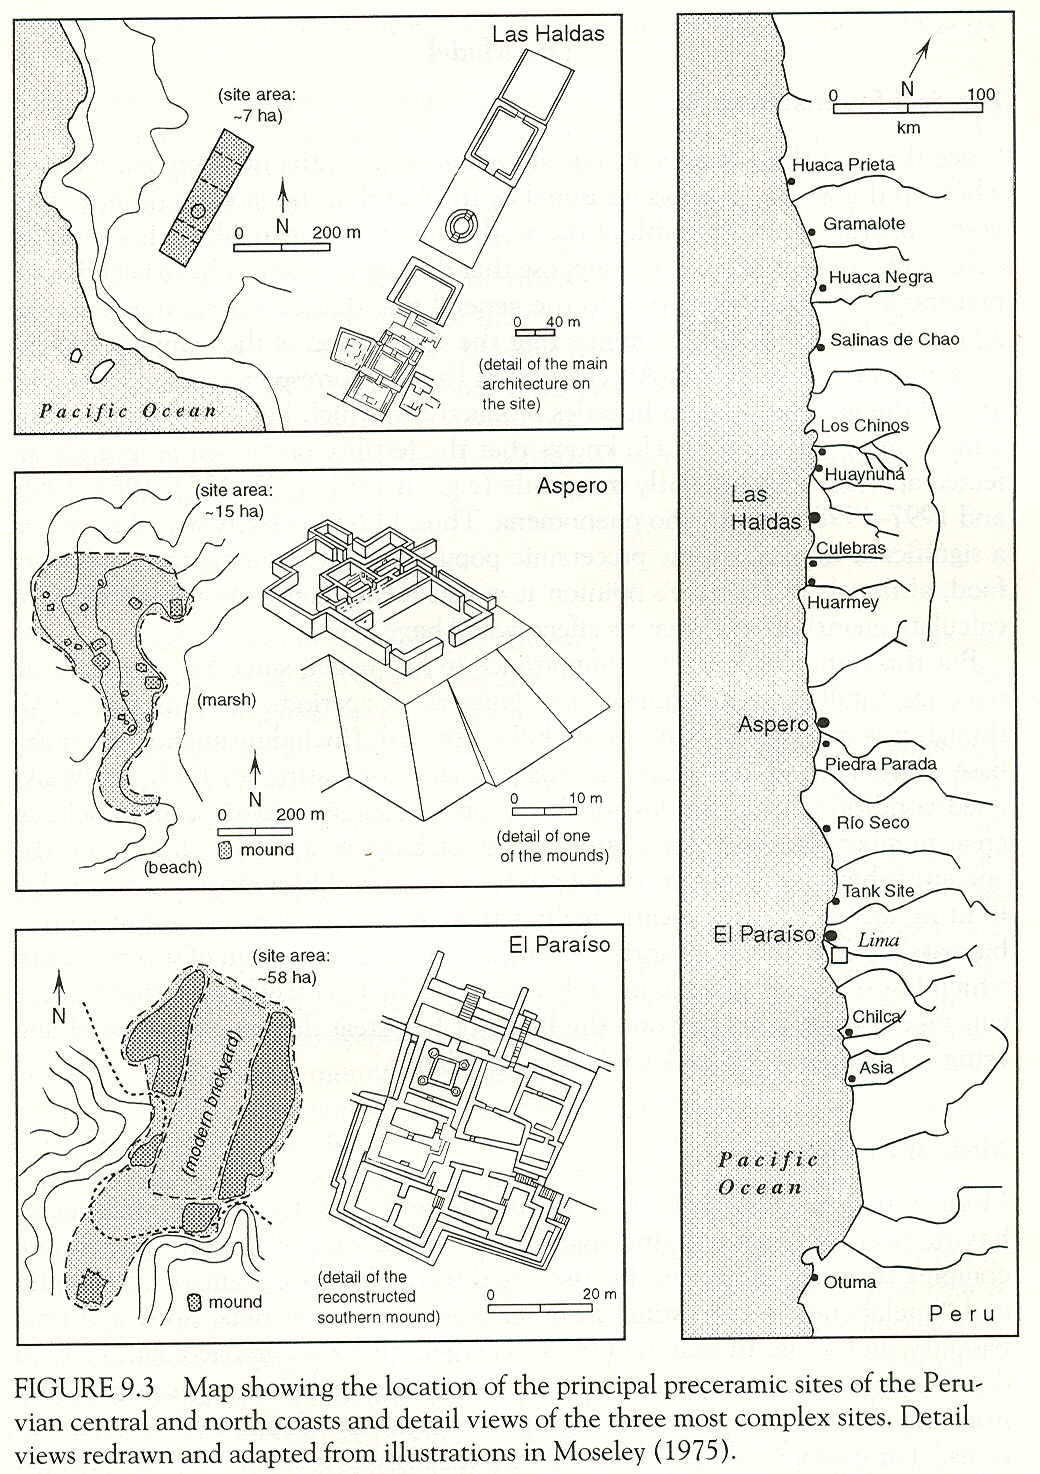 Las Haldas
(site area:
~7 ha)
N
0 200 m
0 40 m
(detail of the main
architecture on
the site)
Pacific Ocean
Aspero
(site area:
~15 ha)
(marsh)
N
0 200 m
mound
(beach)
0 10 m
(detail of one
of the mounds)
El Paraíso
(site area:
~58 ha)
N
(modern brickyard)
mound
(detail of the
reconstructed
southern mound)
0 20 m
N
0 100
km
Huaca Prieta
Gramalote
Huaca Negra
Salinas de Chao
Los Chinos
Huaynuná
Las
Haldas
Culebras
Huarmey
Aspero
Piedra Parada
Río Seco
Tank Site
El Paraíso
Lima
Chilca
Asia
Pacific
Ocean
Otuma
Peru
FIGURE 9.3 Map showing the location of the principal preceramic sites of the Peru-
vian central and north coasts and detail views of the three most complex sites. Detail
views redrawn and adapted from illustrations in Moseley (1975).